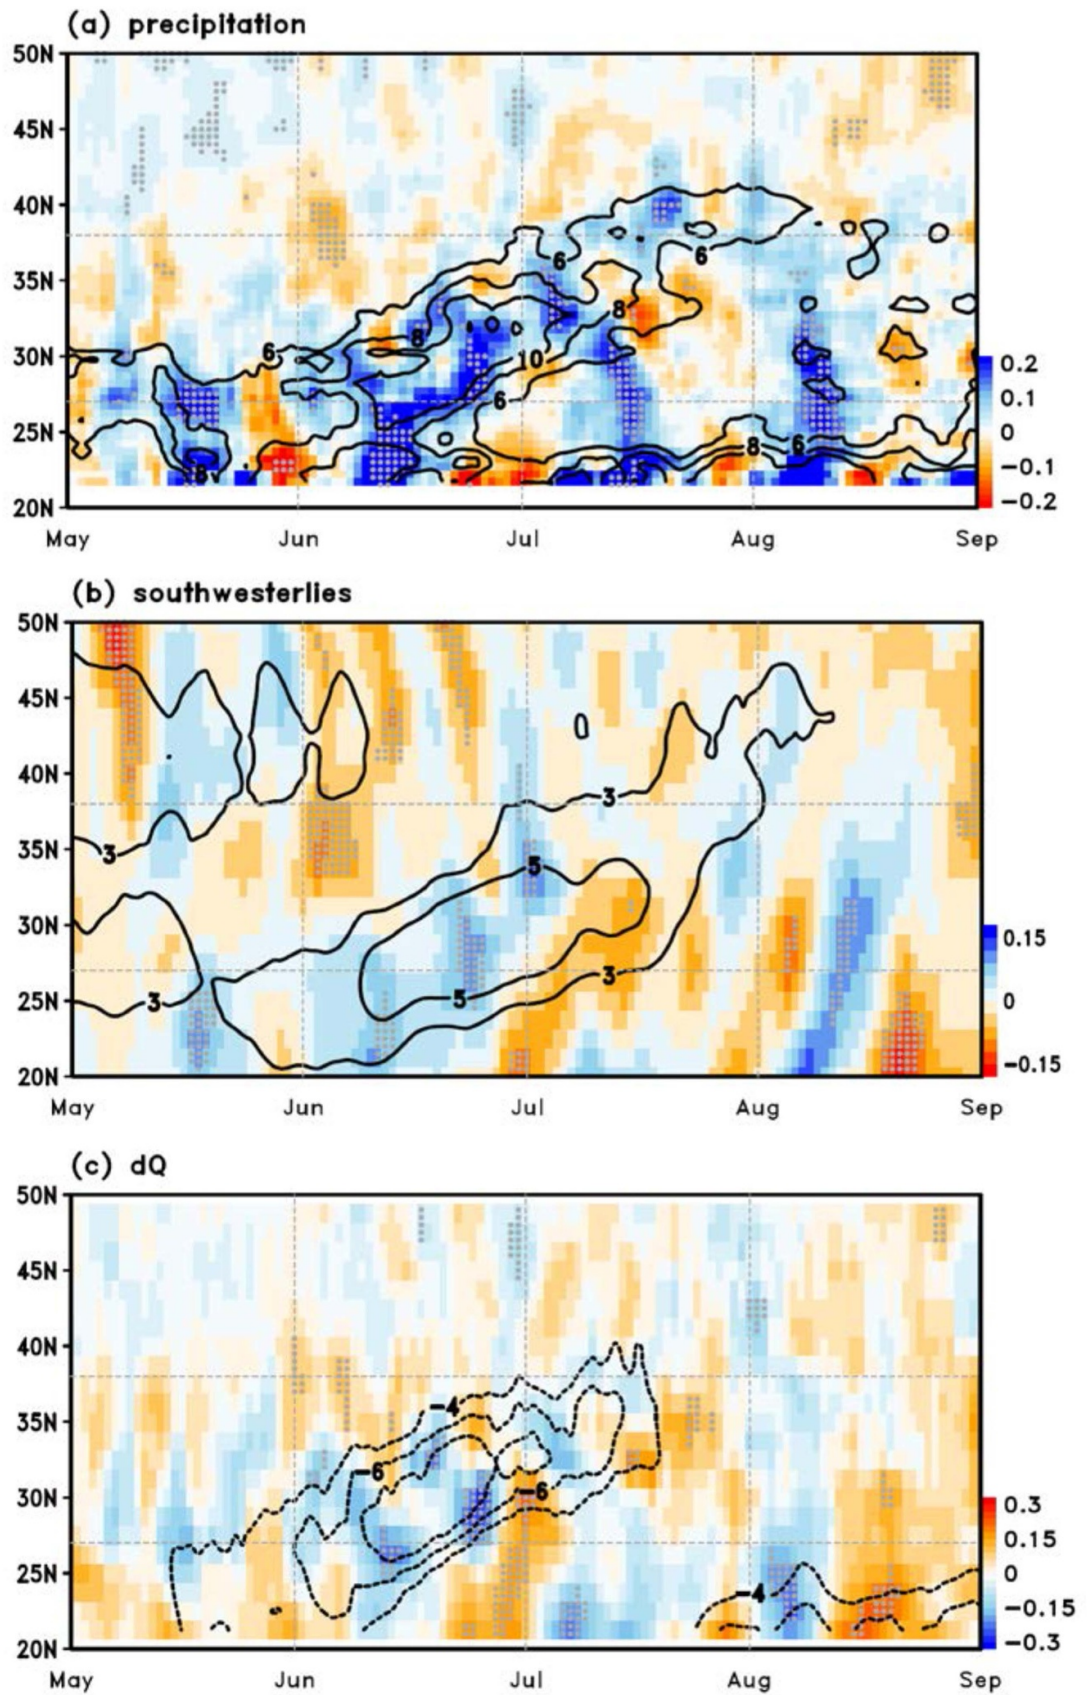 (a) precipitation
50N
45N
40N
35N
30N
25N
20N
6
6
8
8
6
10
6
8
8
6
0.2
0.1
0
−0.1
−0.2
May Jun Jul Aug Sep
(b) southwesterlies
50N
45N
40N
35N
30N
25N
20N
3
3
5
3
5
3
0.15
0
−0.15
May Jun Jul Aug Sep
(c) dQ
50N
45N
40N
35N
30N
25N
20N
−4
−6
−6
−4
0.3
0.15
0
−0.15
−0.3
May Jun Jul Aug Sep